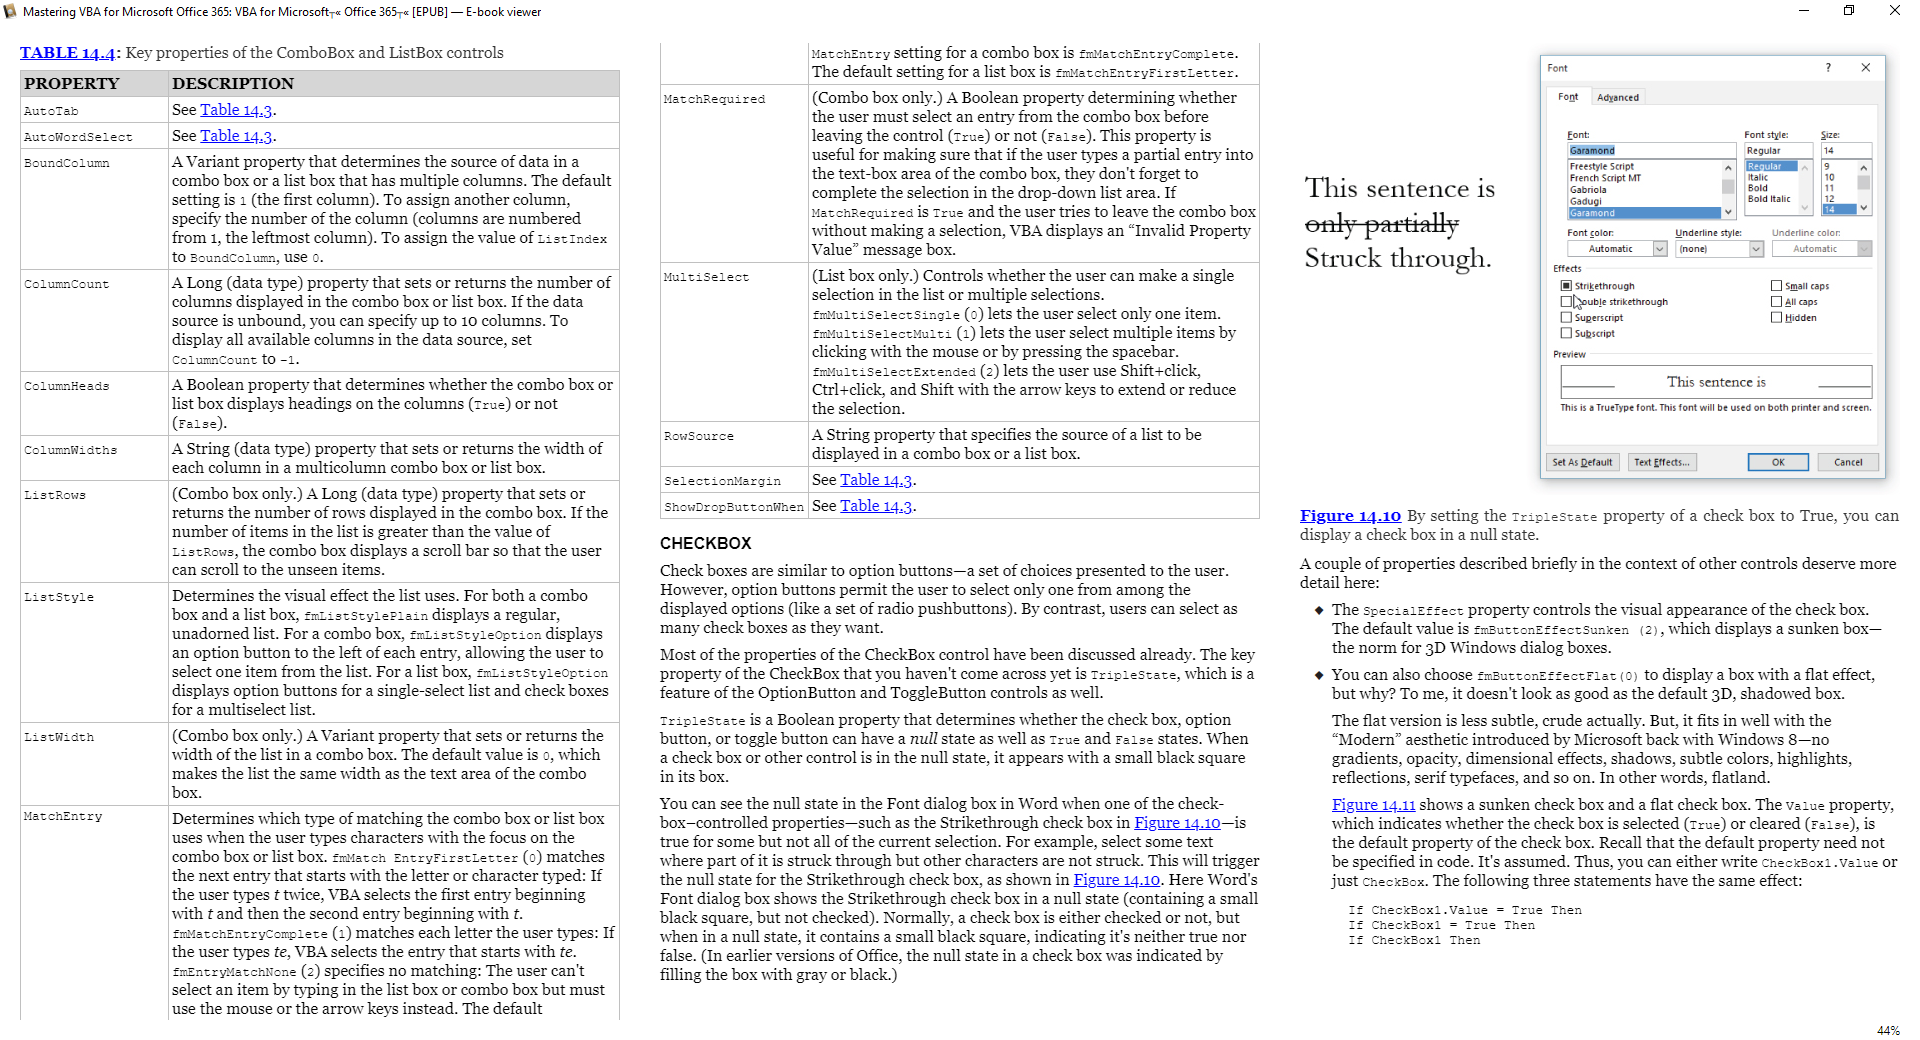 Mastering VBA for Microsoft Office 365: VBA for Microsoft┬« Office 365┬« [EPUB] — E-book viewer
TABLE 14.4: Key properties of the ComboBox and ListBox controls
PROPERTY DESCRIPTION
AutoTab See Table 14.3.
AutoWordSelect See Table 14.3.
BoundColumn A Variant property that determines the source of data in a
combo box or a list box that has multiple columns. The default
setting is 1 (the first column). To assign another column,
specify the number of the column (columns are numbered
from 1, the leftmost column). To assign the value of ListIndex
to BoundColumn, use 0.
ColumnCount A Long (data type) property that sets or returns the number of
columns displayed in the combo box or list box. If the data
source is unbound, you can specify up to 10 columns. To
display all available columns in the data source, set
ColumnCount to -1.
ColumnHeads A Boolean property that determines whether the combo box or
list box displays headings on the columns (True) or not
(False).
ColumnWidths A String (data type) property that sets or returns the width of
each column in a multicolumn combo box or list box.
ListRows (Combo box only.) A Long (data type) property that sets or
returns the number of rows displayed in the combo box. If the
number of items in the list is greater than the value of
ListRows, the combo box displays a scroll bar so that the user
can scroll to the unseen items.
ListStyle Determines the visual effect the list uses. For both a combo
box and a list box, fmListStylePlain displays a regular,
unadorned list. For a combo box, fmListStyleOption displays
an option button to the left of each entry, allowing the user to
select one item from the list. For a list box, fmListStyleOption
displays option buttons for a single-select list and check boxes
for a multiselect list.
ListWidth (Combo box only.) A Variant property that sets or returns the
width of the list in a combo box. The default value is 0, which
makes the list the same width as the text area of the combo
box.
MatchEntry Determines which type of matching the combo box or list box
uses when the user types characters with the focus on the
combo box or list box. fmMatch EntryFirstLetter (0) matches
the next entry that starts with the letter or character typed: If
the user types t twice, VBA selects the first entry beginning
with t and then the second entry beginning with t.
fmMatchEntryComplete (1) matches each letter the user types: If
the user types te, VBA selects the entry that starts with te.
fmEntryMatchNone (2) specifies no matching: The user can't
select an item by typing in the list box or combo box but must
use the mouse or the arrow keys instead. The default
MatchEntry setting for a combo box is fmMatchEntryComplete.
The default setting for a list box is fmMatchEntryFirstLetter.
MatchRequired (Combo box only.) A Boolean property determining whether
the user must select an entry from the combo box before
leaving the control (True) or not (False). This property is
useful for making sure that if the user types a partial entry into
the text-box area of the combo box, they don't forget to
complete the selection in the drop-down list area. If
MatchRequired is True and the user tries to leave the combo box
without making a selection, VBA displays an “Invalid Property
Value” message box.
MultiSelect (List box only.) Controls whether the user can make a single
selection in the list or multiple selections.
fmMultiSelectSingle (0) lets the user select only one item.
fmMultiSelectMulti (1) lets the user select multiple items by
clicking with the mouse or by pressing the spacebar.
fmMultiSelectExtended (2) lets the user use Shift+click,
Ctrl+click, and Shift with the arrow keys to extend or reduce
the selection.
RowSource A String property that specifies the source of a list to be
displayed in a combo box or a list box.
SelectionMargin See Table 14.3.
ShowDropButtonWhen See Table 14.3.
CHECKBOX
Check boxes are similar to option buttons—a set of choices presented to the user.
However, option buttons permit the user to select only one from among the
displayed options (like a set of radio pushbuttons). By contrast, users can select as
many check boxes as they want.
Most of the properties of the CheckBox control have been discussed already. The key
property of the CheckBox that you haven't come across yet is TripleState, which is a
feature of the OptionButton and ToggleButton controls as well.
TripleState is a Boolean property that determines whether the check box, option
button, or toggle button can have a null state as well as True and False states. When
a check box or other control is in the null state, it appears with a small black square
in its box.
You can see the null state in the Font dialog box in Word when one of the check-
box–controlled properties—such as the Strikethrough check box in Figure 14.10—is
true for some but not all of the current selection. For example, select some text
where part of it is struck through but other characters are not struck. This will trigger
the null state for the Strikethrough check box, as shown in Figure 14.10. Here Word's
Font dialog box shows the Strikethrough check box in a null state (containing a small
black square, but not checked). Normally, a check box is either checked or not, but
when in a null state, it contains a small black square, indicating it's neither true nor
false. (In earlier versions of Office, the null state in a check box was indicated by
filling the box with gray or black.)
This sentence is
only partially
Struck through.
Font ?
Font Advanced
Font: Font style: Size:
Garamond Regular 14
Freestyle Script Regular 9
French Script MT Italic 10
Gabriola Bold 11
Gadugi Bold Italic 12
Garamond 14
Font color: Underline style: Underline color:
Automatic (none) Automatic
Effects
Strikethrough Small caps
Double strikethrough All caps
Superscript Hidden
Subscript
Preview
This sentence is
This is a TrueType font. This font will be used on both printer and screen.
Set As Default Text Effects... OK Cancel
Figure 14.10 By setting the TripleState property of a check box to True, you can
display a check box in a null state.
A couple of properties described briefly in the context of other controls deserve more
detail here:
◆ The SpecialEffect property controls the visual appearance of the check box.
The default value is fmButtonEffectSunken (2), which displays a sunken box—
the norm for 3D Windows dialog boxes.
◆ You can also choose fmButtonEffectFlat(0) to display a box with a flat effect,
but why? To me, it doesn't look as good as the default 3D, shadowed box.
The flat version is less subtle, crude actually. But, it fits in well with the
“Modern” aesthetic introduced by Microsoft back with Windows 8—no
gradients, opacity, dimensional effects, shadows, subtle colors, highlights,
reflections, serif typefaces, and so on. In other words, flatland.
Figure 14.11 shows a sunken check box and a flat check box. The Value property,
which indicates whether the check box is selected (True) or cleared (False), is
the default property of the check box. Recall that the default property need not
be specified in code. It's assumed. Thus, you can either write CheckBox1.Value or
just CheckBox. The following three statements have the same effect:
If CheckBox1.Value = True Then
If CheckBox1 = True Then
If CheckBox1 Then
44%